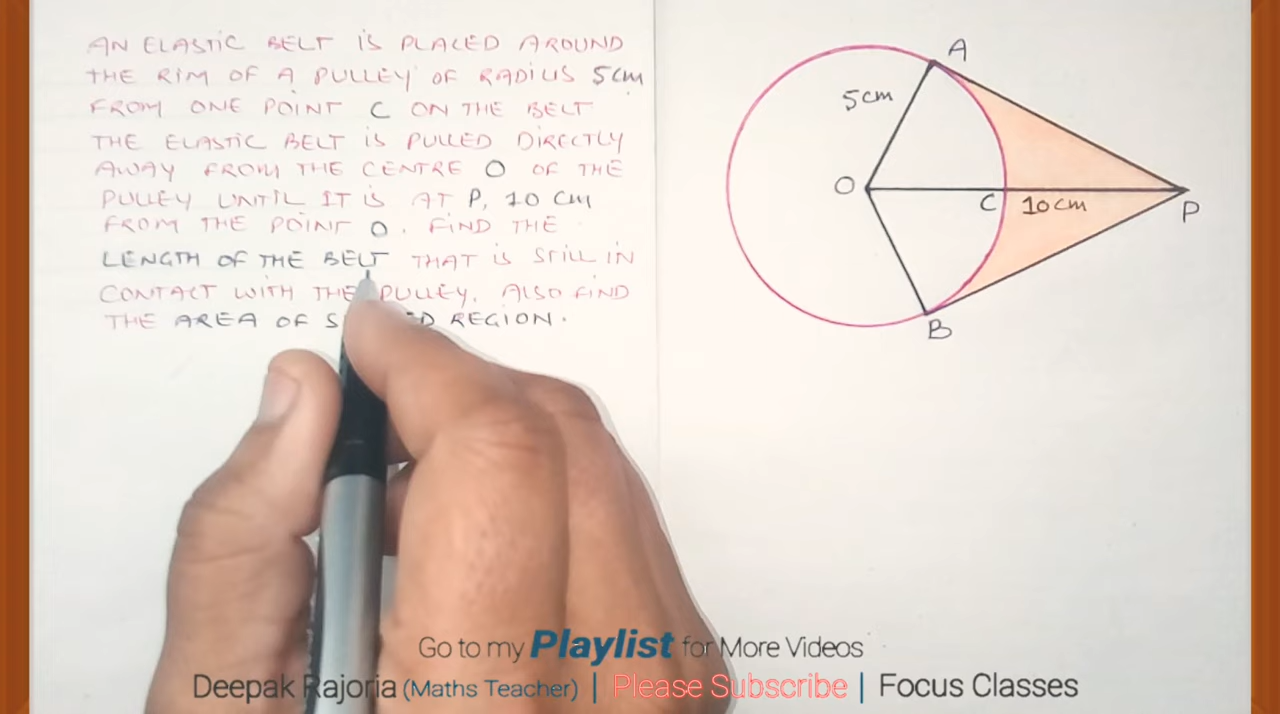 AN ELASTIC BELT IS PLACED AROUND
THE RIM OF A PULLEY OF RADIUS 5cm
FROM ONE POINT C ON THE BELT
THE ELASTIC BELT IS PULLED DIRECTLY
AWAY FROM THE CENTRE O OF THE
PULLEY UNTIL IT IS AT P, 10 CM
FROM THE POINT O. FIND THE
LENGTH OF THE BELT THAT IS STILL IN
CONTACT WITH THE PULLEY. ALSO FIND
THE AREA OF REGION.
A
5cm
O
C
10cm
P
B
Go to my Playlist for More Videos
Deepak Rajoria (Maths Teacher) | Please Subscribe | Focus Classes